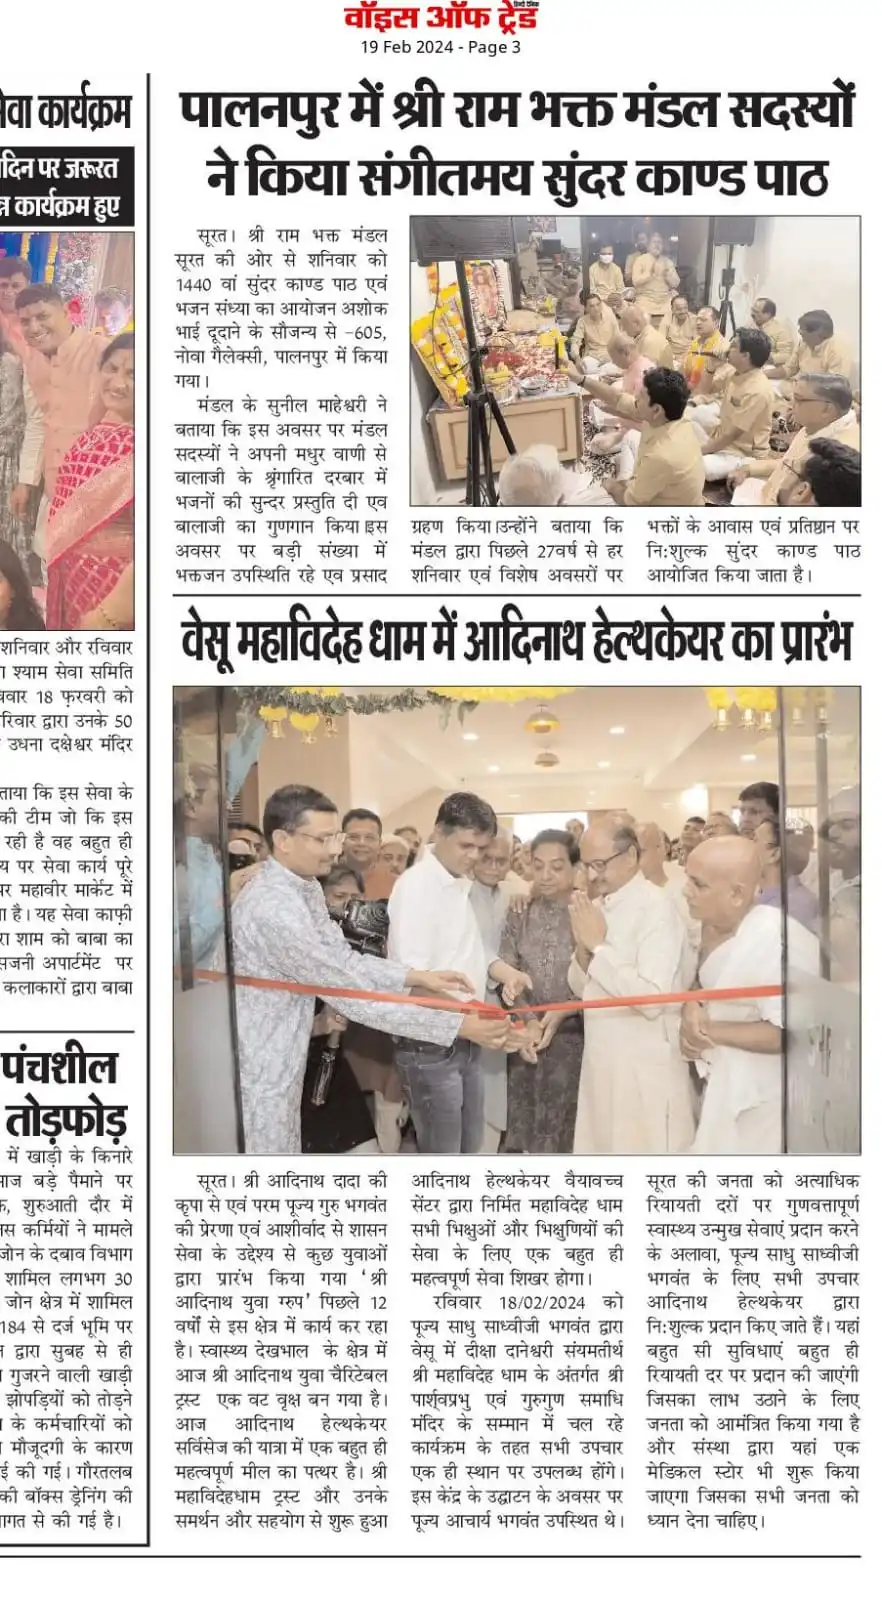 वॉइस ऑफ ट्रेड
हिन्दी दैनिक
19 Feb 2024 - Page 3
सेवा कार्यक्रम
दिन पर जरूरत
कार्यक्रम हुए
शनिवार और रविवार
श्याम सेवा समिति
18 फ़रवरी को
द्वारा उनके 50
उधना दक्षेश्वर मंदिर
कि इस सेवा के
की टीम जो कि इस
रही है वह बहुत ही
पर सेवा कार्य पूरे
महावीर मार्केट में
है। यह सेवा काफ़ी
शाम को बाबा का
सजनी अपार्टमेंट पर
कलाकारों द्वारा बाबा
पंचशील
तोड़फोड़
में खाड़ी के किनारे
बड़े पैमाने पर
शुरुआती दौर में
कर्मियों ने मामले
जोन के दबाव विभाग
शामिल लगभग 30
जोन क्षेत्र में शामिल
184 से दर्ज भूमि पर
द्वारा सुबह से ही
गुजरने वाली खाड़ी
झोपड़ियों को तोड़ने
के कर्मचारियों को
मौजूदगी के कारण
की गई। गौरतलब
की बॉक्स ड्रेनिंग की
से की गई है।
पालनपुर में श्री राम भक्त मंडल सदस्यों
ने किया संगीतमय सुंदर काण्ड पाठ
सूरत। श्री राम भक्त मंडल
सूरत की ओर से शनिवार को
1440 वां सुंदर काण्ड पाठ एवं
भजन संध्या का आयोजन अशोक
भाई दूदाने के सौजन्य से -605,
नोवा गैलेक्सी, पालनपुर में किया
गया।
मंडल के सुनील माहेश्वरी ने
बताया कि इस अवसर पर मंडल
सदस्यों ने अपनी मधुर वाणी से
बालाजी के श्रृंगारित दरबार में
भजनों की सुन्दर प्रस्तुति दी एव
बालाजी का गुणगान किया।इस
अवसर पर बड़ी संख्या में
भक्तजन उपस्थिति रहे एव प्रसाद
ग्रहण किया।उन्होंने बताया कि
मंडल द्वारा पिछले 27वर्ष से हर
शनिवार एवं विशेष अवसरों पर
भक्तों के आवास एवं प्रतिष्ठान पर
नि:शुल्क सुंदर काण्ड पाठ
आयोजित किया जाता है।
वेसू महाविदेह धाम में आदिनाथ हेल्थकेयर का प्रारंभ
सूरत। श्री आदिनाथ दादा की
कृपा से एवं परम पूज्य गुरु भगवंत
की प्रेरणा एवं आशीर्वाद से शासन
सेवा के उद्देश्य से कुछ युवाओं
द्वारा प्रारंभ किया गया 'श्री
आदिनाथ युवा ग्रुप' पिछले 12
वर्षों से इस क्षेत्र में कार्य कर रहा
है। स्वास्थ्य देखभाल के क्षेत्र में
आज श्री आदिनाथ युवा चैरिटेबल
ट्रस्ट एक वट वृक्ष बन गया है।
आज आदिनाथ हेल्थकेयर
सर्विसेज की यात्रा में एक बहुत ही
महत्वपूर्ण मील का पत्थर है। श्री
महाविदेहधाम ट्रस्ट और उनके
समर्थन और सहयोग से शुरू हुआ
आदिनाथ हेल्थकेयर वैयावच्च
सेंटर द्वारा निर्मित महाविदेह धाम
सभी भिक्षुओं और भिक्षुणियों की
सेवा के लिए एक बहुत ही
महत्वपूर्ण सेवा शिखर होगा।
रविवार 18/02/2024 को
पूज्य साधु साध्वीजी भगवंत द्वारा
वेसू में दीक्षा दानेश्वरी संयमतीर्थ
श्री महाविदेह धाम के अंतर्गत श्री
पार्श्वप्रभु एवं गुरुगुण समाधि
मंदिर के सम्मान में चल रहे
कार्यक्रम के तहत सभी उपचार
एक ही स्थान पर उपलब्ध होंगे।
इस केंद्र के उद्घाटन के अवसर पर
पूज्य आचार्य भगवंत उपस्थित थे।
सूरत की जनता को अत्याधिक
रियायती दरों पर गुणवत्तापूर्ण
स्वास्थ्य उन्मुख सेवाएं प्रदान करने
के अलावा, पूज्य साधु साध्वीजी
भगवंत के लिए सभी उपचार
आदिनाथ हेल्थकेयर द्वारा
नि:शुल्क प्रदान किए जाते हैं। यहां
बहुत सी सुविधाएं बहुत ही
रियायती दर पर प्रदान की जाएंगी
जिसका लाभ उठाने के लिए
जनता को आमंत्रित किया गया है
और संस्था द्वारा यहां एक
मेडिकल स्टोर भी शुरू किया
जाएगा जिसका सभी जनता को
ध्यान देना चाहिए।